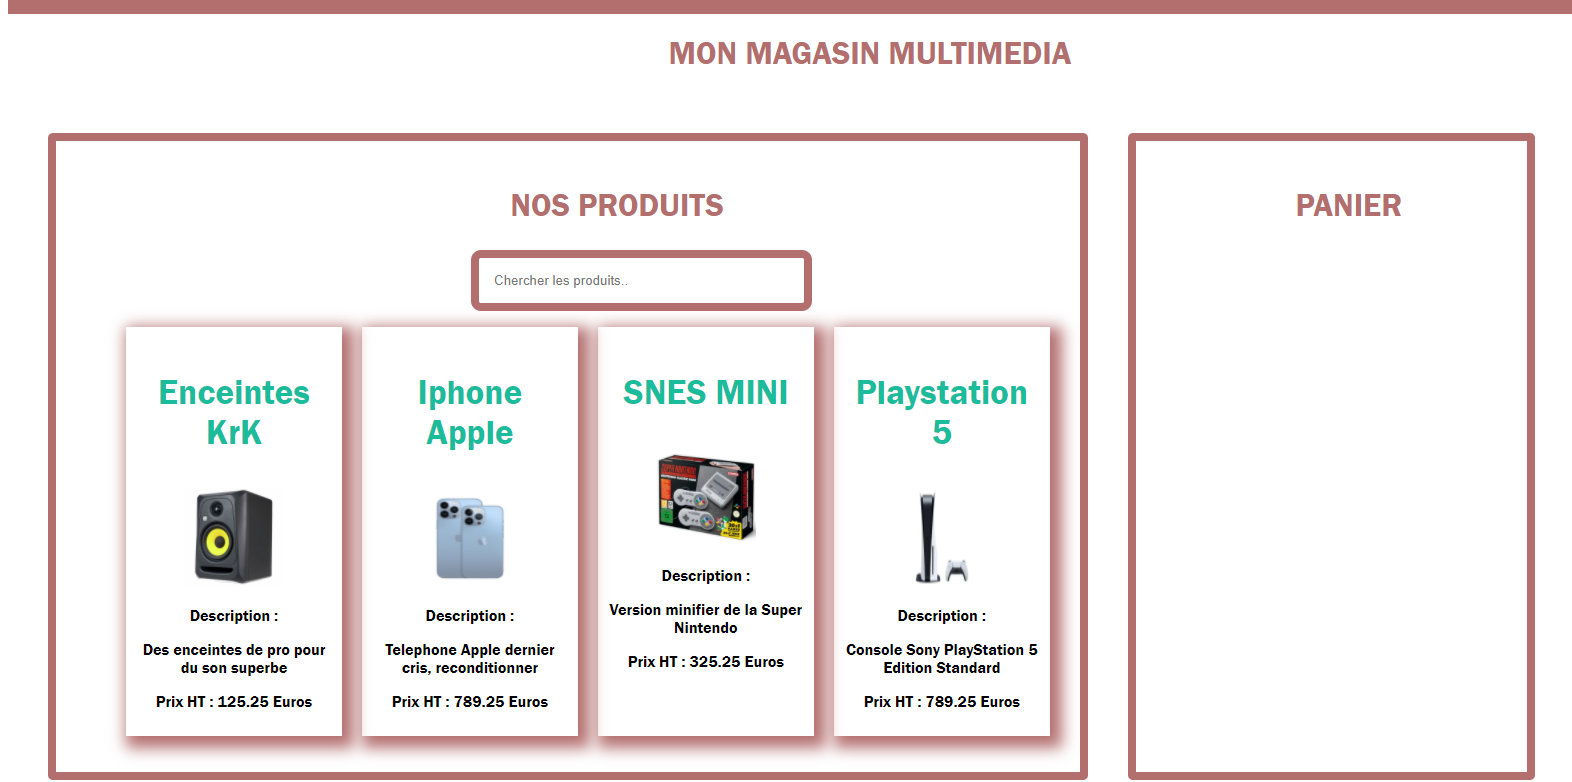 MON MAGASIN MULTIMEDIA
NOS PRODUITS
Chercher les produits..
Enceintes
KrK
Description :
Des enceintes de pro pour
du son superbe
Prix HT : 125.25 Euros
Iphone
Apple
Description :
Telephone Apple dernier
cris, reconditionner
Prix HT : 789.25 Euros
SNES MINI
Description :
Version minifier de la Super
Nintendo
Prix HT : 325.25 Euros
Playstation
5
Description :
Console Sony PlayStation 5
Edition Standard
Prix HT : 789.25 Euros
PANIER